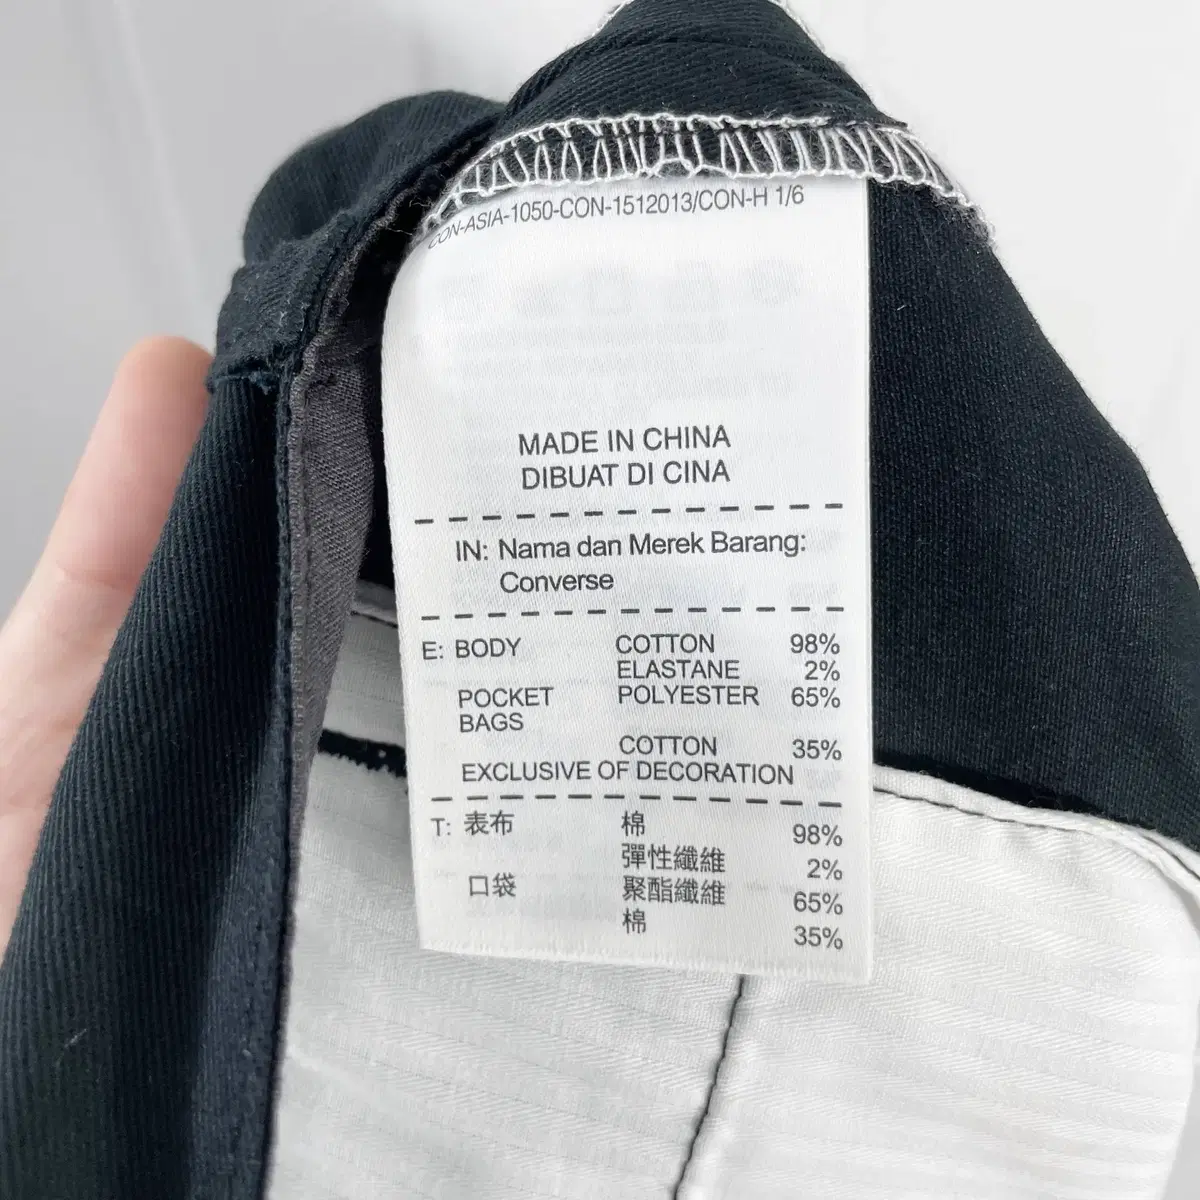 CON-ASIA-1050-CON-1512013/CON-H 1/6
MADE IN CHINA
DIBUAT DI CINA
IN: Nama dan Merek Barang:
Converse
E: BODY COTTON 98%
ELASTANE 2%
POCKET POLYESTER 65%
BAGS
COTTON 35%
EXCLUSIVE OF DECORATION
T: 表布 棉 98%
彈性纖維 2%
口袋 聚酯纖維 65%
棉 35%